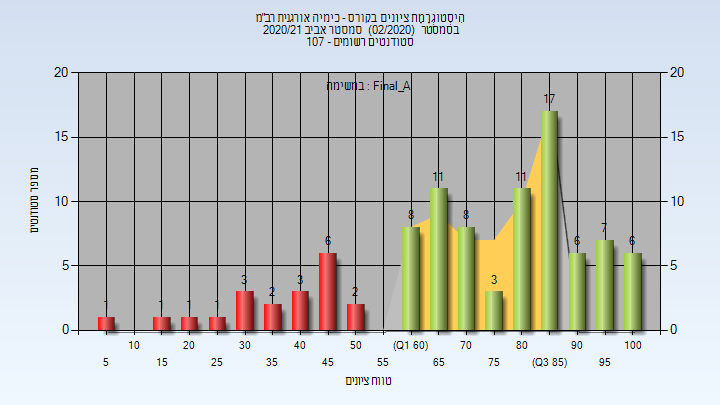 הִיסְטוֹגְרַמַת ציונים בקורס - כימיה אורגנית רב"מ
בסמסטר (02/2020) סמסטר אביב 2020/21
סטודנטים רשומים - 107
במשימה : Final_A
20 20
15 15
10 10
5 5
0 0
מספר סטודנטים
1 1 1 1 3 2 3 6 2 8 11 8 3 11 17 6 7 6
10 20 30 40 50 (Q1 60) 70 80 90 100
5 15 25 35 45 55 65 75 (Q3 85) 95
טווח ציונים